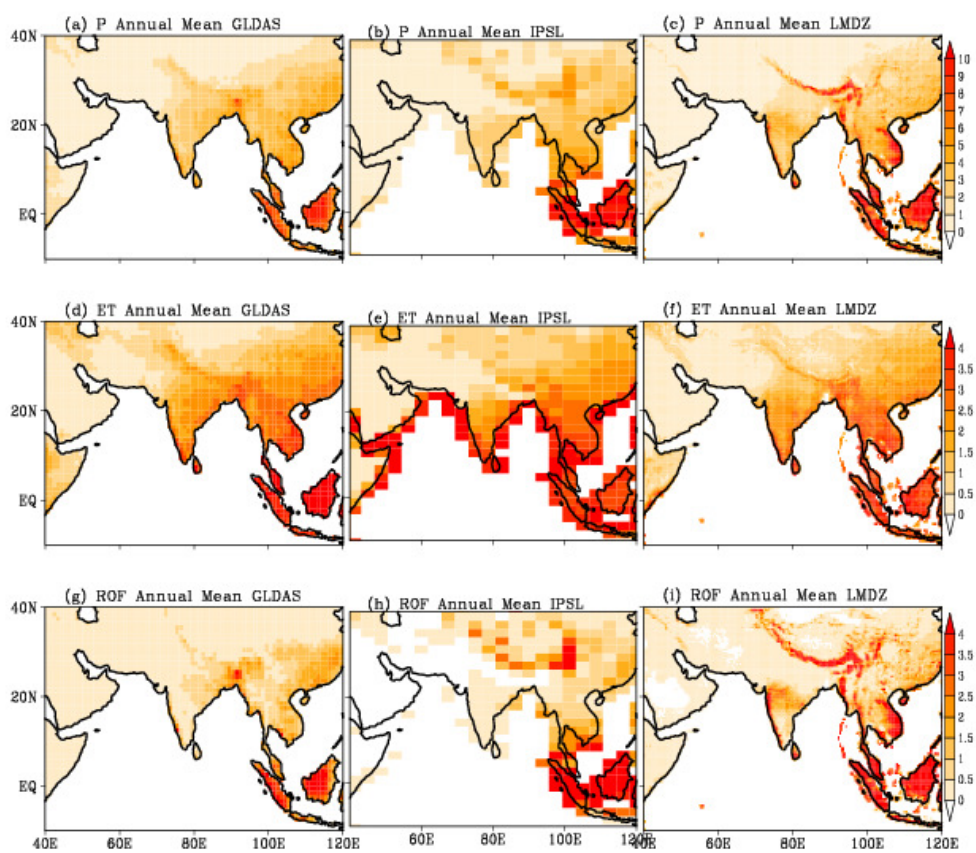 (a) P Annual Mean GLDAS
(b) P Annual Mean IPSL
(c) P Annual Mean LMDZ
40N
20N
EQ
10
9
8
7
6
5
4
3
2
1
0
(d) ET Annual Mean GLDAS
(e) ET Annual Mean IPSL
(f) ET Annual Mean LMDZ
40N
20N
EQ
4
3.5
3
2.5
2
1.5
1
0.5
0
(g) ROF Annual Mean GLDAS
(h) ROF Annual Mean IPSL
(i) ROF Annual Mean LMDZ
40N
20N
EQ
4
3.5
3
2.5
2
1.5
1
0.5
0
40E 60E 80E 100E 120E 60E 80E 100E 120E 60E 80E 100E 120E